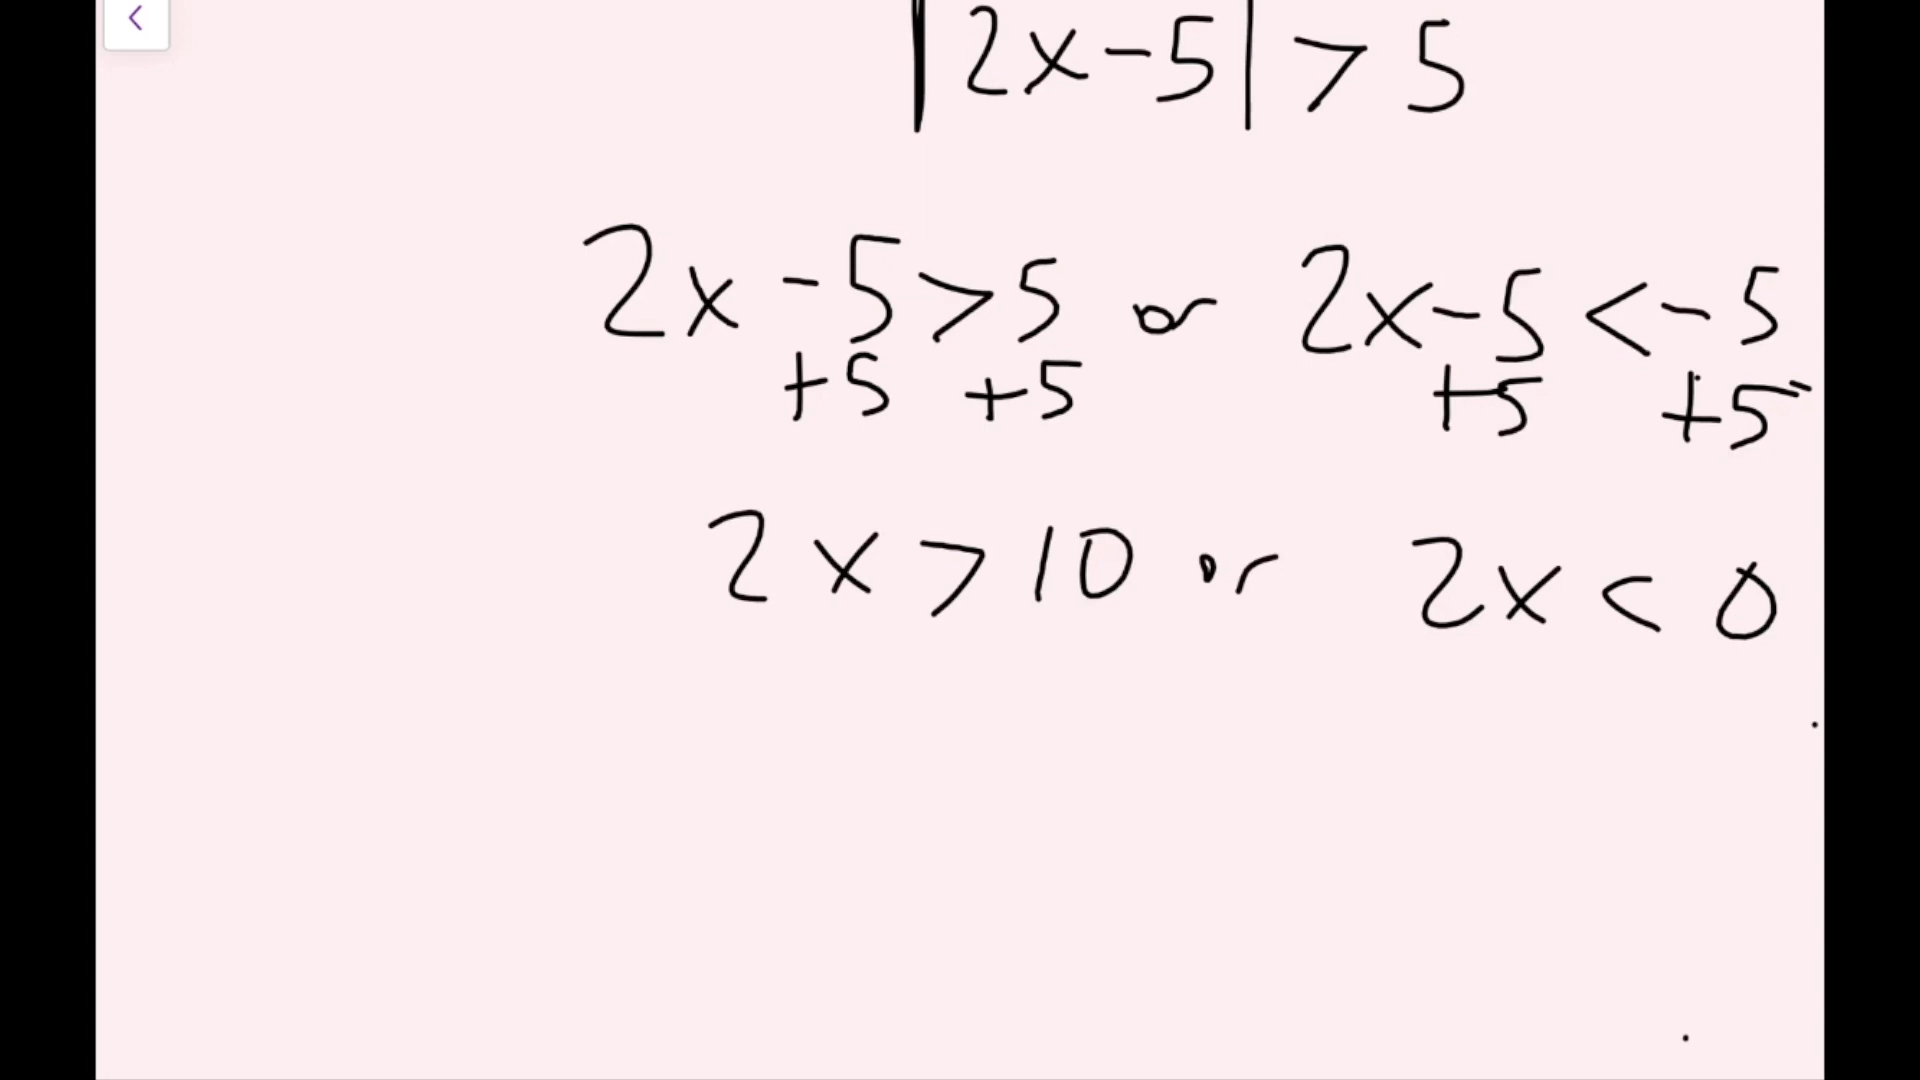 |2x-5| > 5
2x -5 > 5 or 2x-5 < -5
+5 +5 +5 +5
2x > 10 or 2x < 0